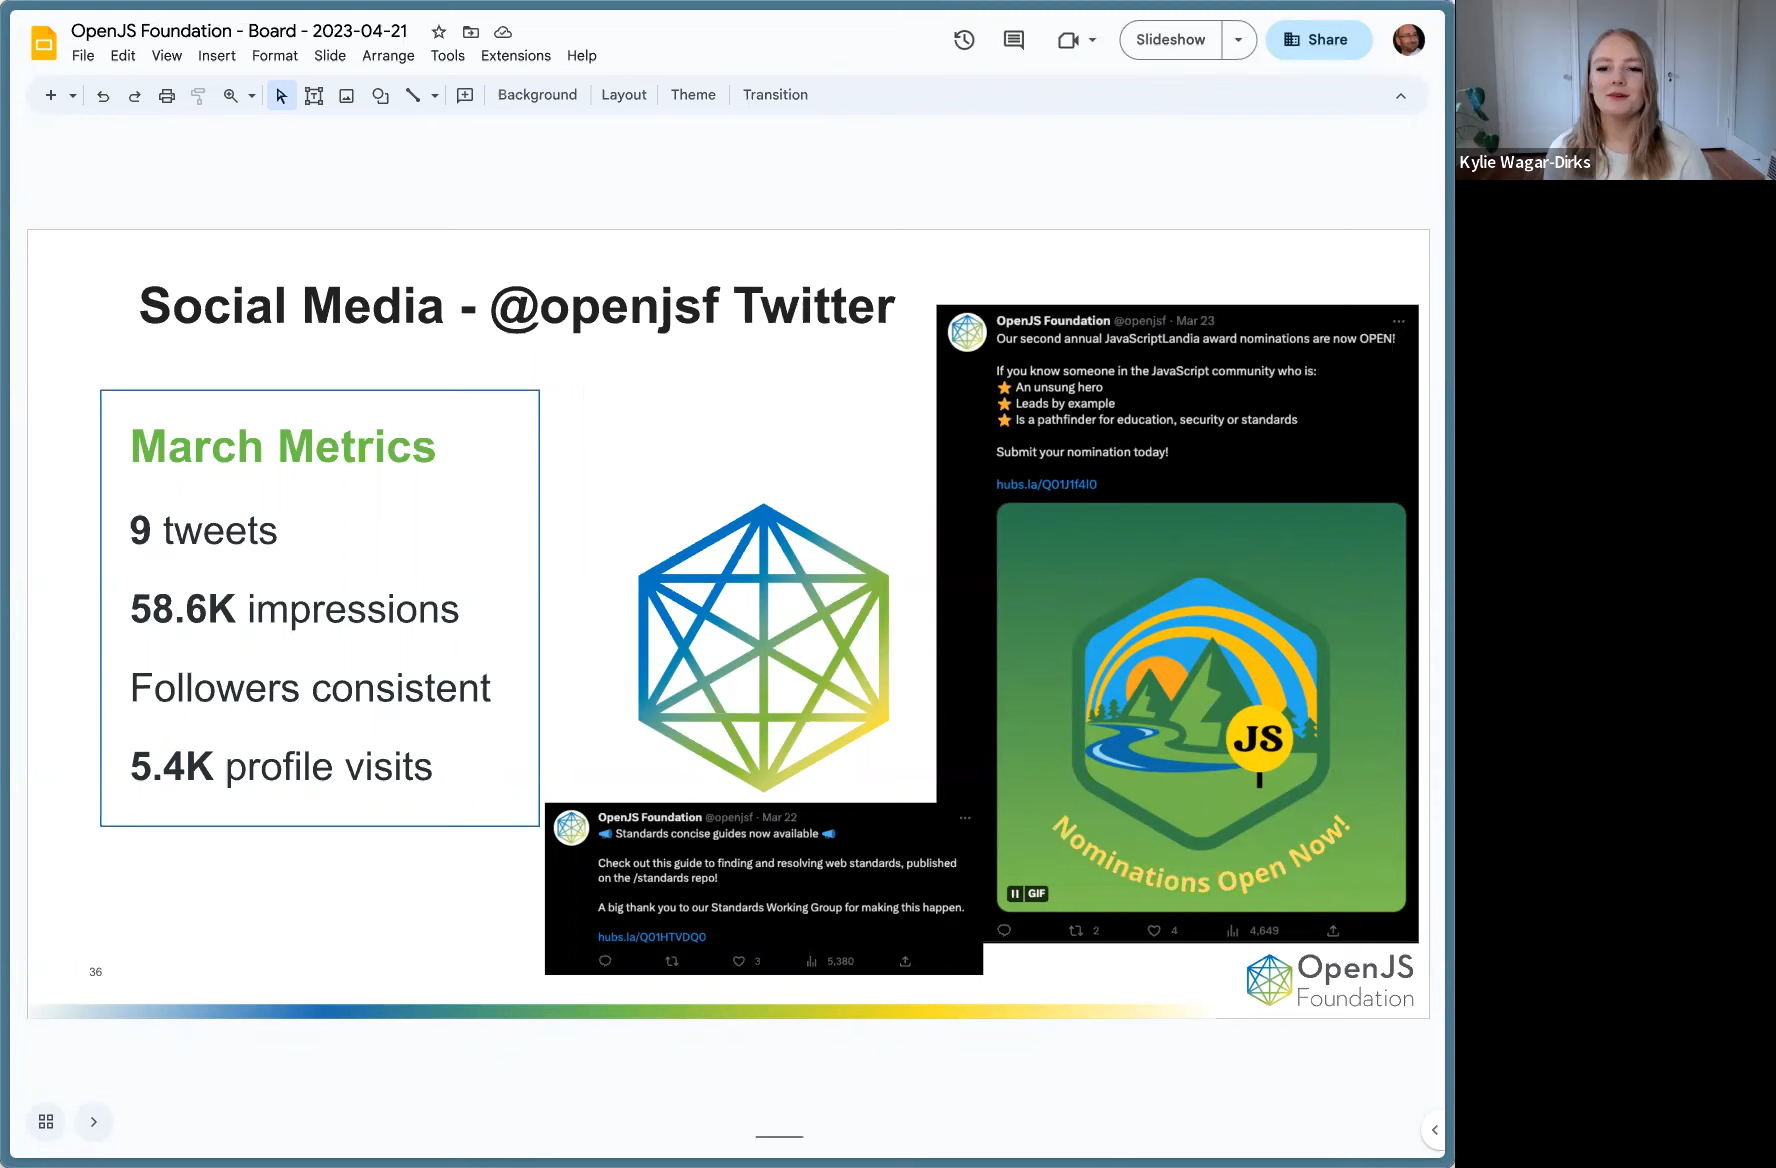 OpenJS Foundation - Board - 2023-04-21
File Edit View Insert Format Slide Arrange Tools Extensions Help
Slideshow
Share
Background Layout Theme Transition
Kylie Wagar-Dirks
Social Media - @openjsf Twitter
March Metrics
9 tweets
58.6K impressions
Followers consistent
5.4K profile visits
OpenJS Foundation @openjsf · Mar 23
Our second annual JavaScriptLandia award nominations are now OPEN!
If you know someone in the JavaScript community who is:
⭐ An unsung hero
⭐ Leads by example
⭐ Is a pathfinder for education, security or standards
Submit your nomination today!
hubs.la/Q01J1f4l0
JS
Nominations Open Now!
GIF
2 4 4,649
OpenJS Foundation @openjsf · Mar 22
📣 Standards concise guides now available 📣
Check out this guide to finding and resolving web standards, published
on the /standards repo!
A big thank you to our Standards Working Group for making this happen.
hubs.la/Q01HTVDQ0
3 5,380
36
OpenJS
Foundation